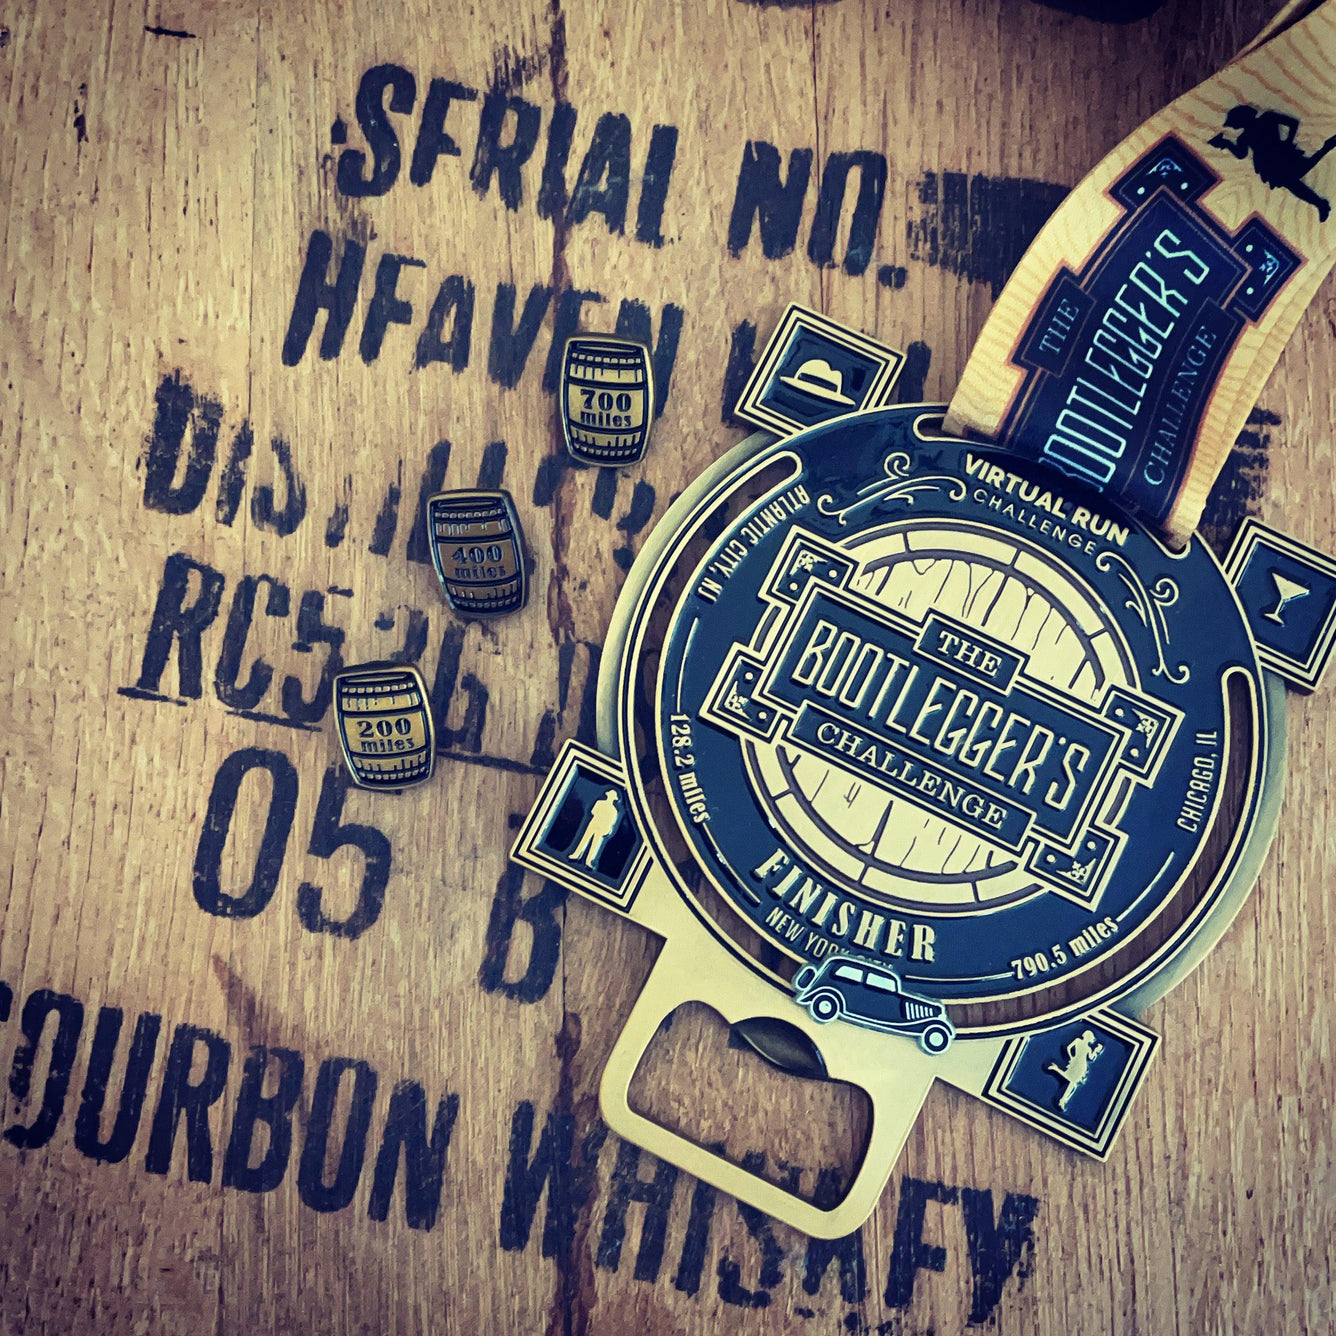 SERIAL NO.
HEAVEN
RC5
05 B
BOURBON WHISKEY
700
miles
400
miles
200
miles
THE
BOOTLEGGER'S
CHALLENGE
VIRTUAL RUN
CHALLENGE
ATLANTIC CITY, NJ
128.2 miles
THE
BOOTLEGGER'S
CHALLENGE
FINISHER
NEW YORK CITY
790.5 miles
CHICAGO, IL